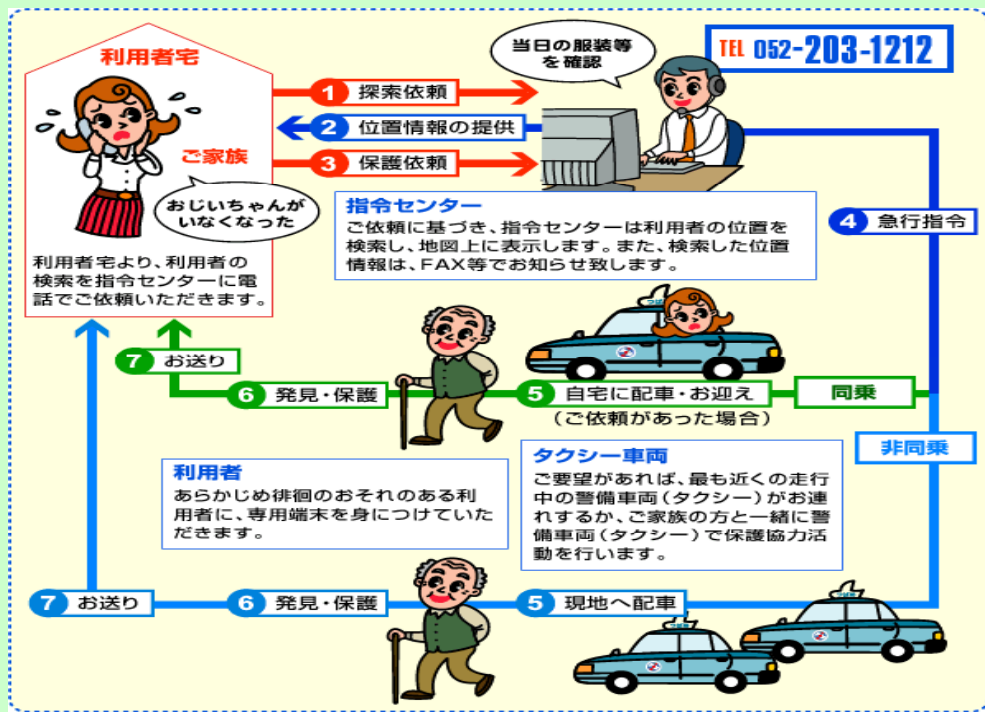 利用者宅
当日の服装等
を確認
TEL 052-203-1212
1 探索依頼
2 位置情報の提供
3 保護依頼
ご家族
おじいちゃんが
いなくなった
利用者宅より、利用者の
検索を指令センターに電
話でご依頼いただきます。
指令センター
ご依頼に基づき、指令センターは利用者の位置を
検索し、地図上に表示します。また、検索した位置
情報は、FAX等でお知らせ致します。
4 急行指令
7 お送り
6 発見・保護
5 自宅に配車・お迎え
(ご依頼があった場合)
同乗
非同乗
利用者
あらかじめ徘徊のおそれのある利
用者に、専用端末を身につけていた
だきます。
タクシー車両
ご要望があれば、最も近くの走行
中の警備車両(タクシー)がお連
れするか、ご家族の方と一緒に警
備車両(タクシー)で保護協力活
動を行います。
7 お送り
6 発見・保護
5 現地へ配車